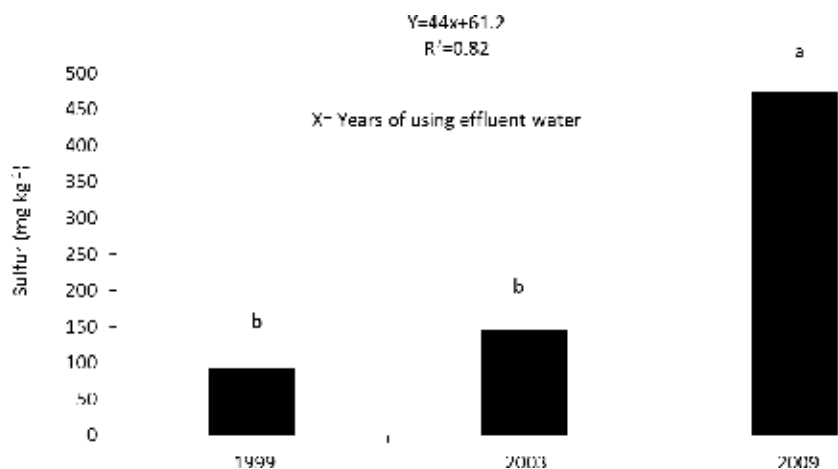 Y=44x+61.2
R²=0.82
a
500
450
X= Years of using effluent water
400
350
300
250
b
200
b
150
100
50
0
Sulfur (mg kg⁻¹)
1999
2003
2009